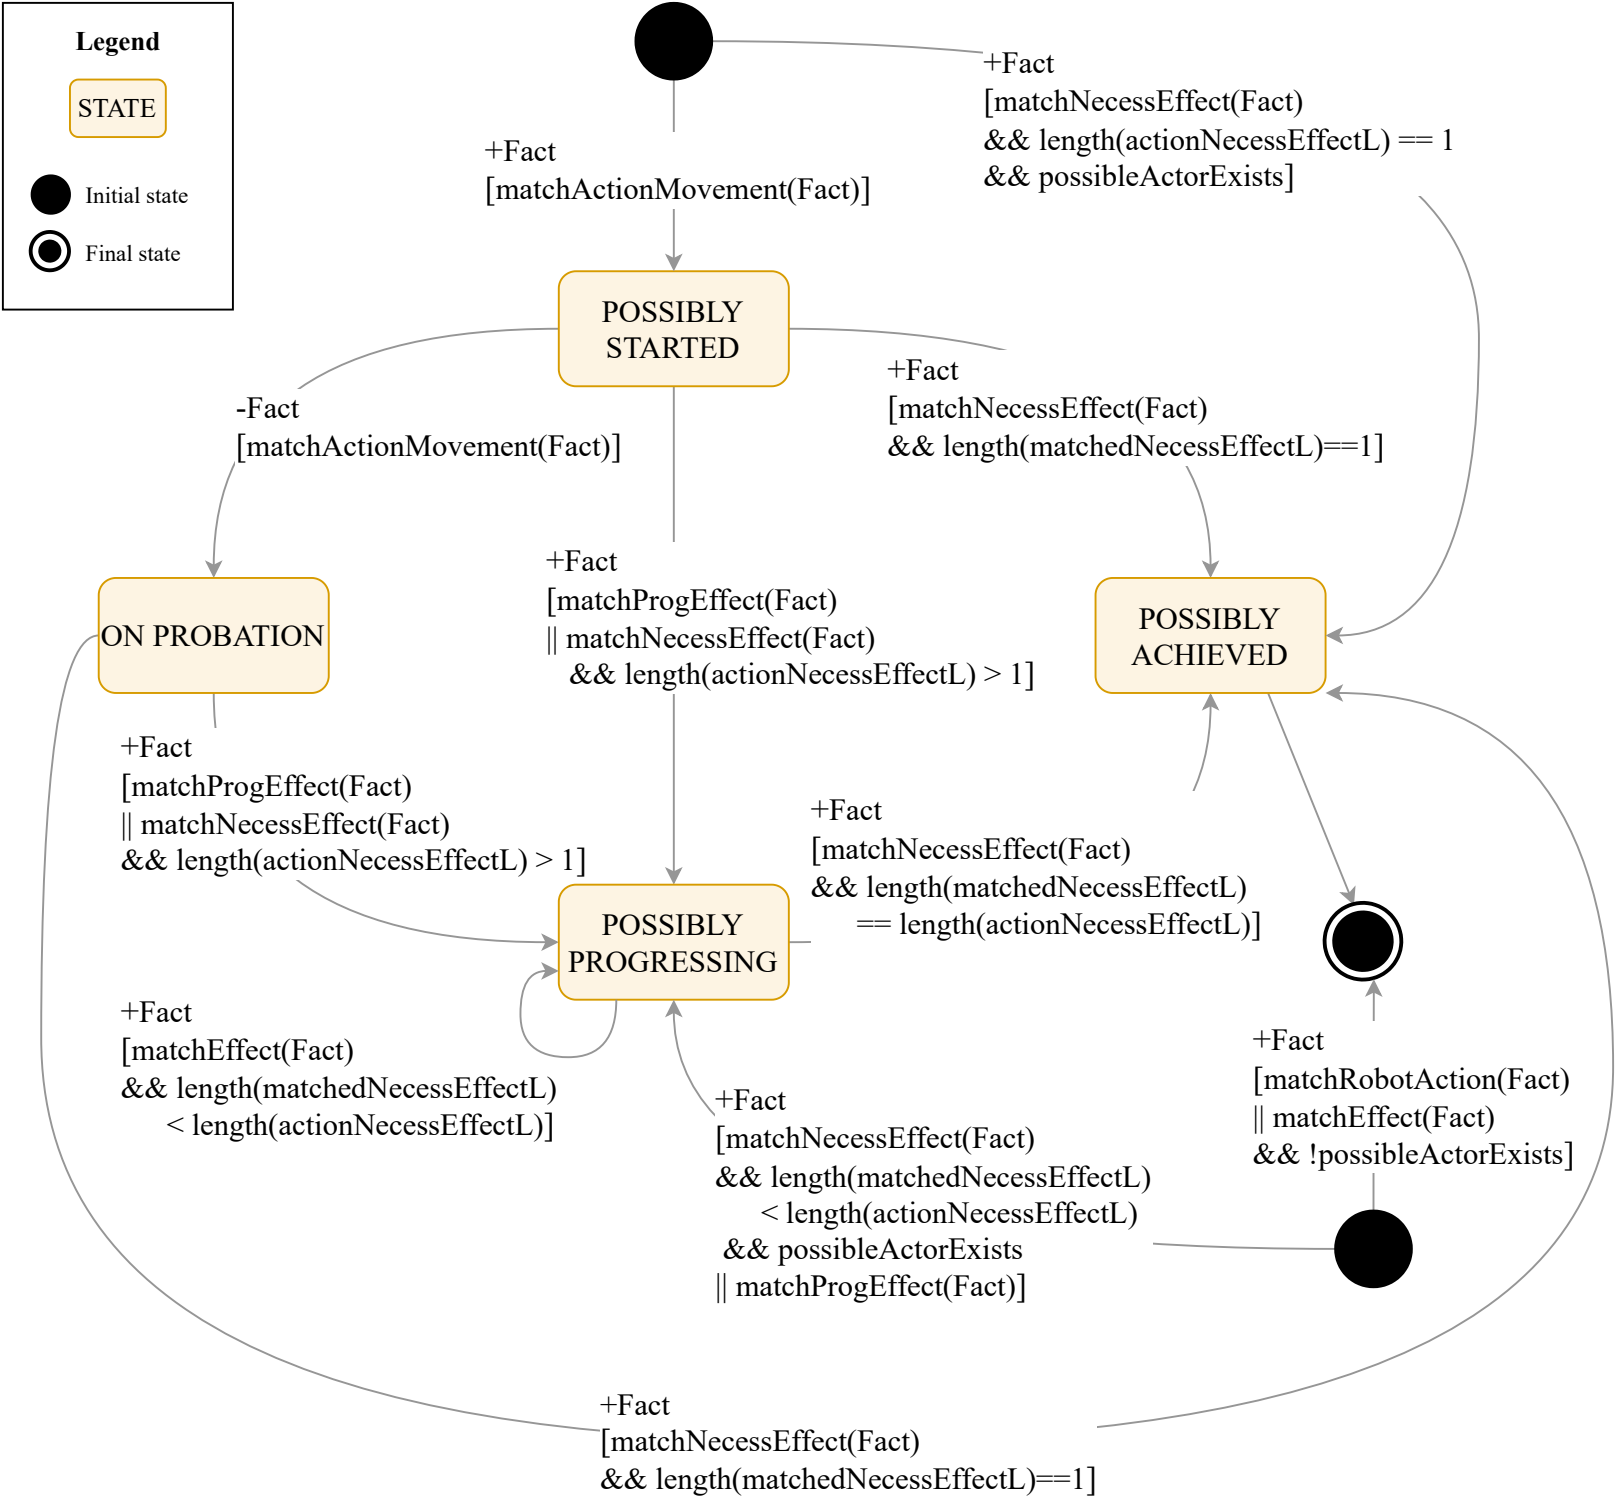 Legend
STATE
Initial state
Final state
+Fact
[matchNecessEffect(Fact)
&& length(actionNecessEffectL) == 1
&& possibleActorExists]
+Fact
[matchActionMovement(Fact)]
POSSIBLY
STARTED
-Fact
[matchActionMovement(Fact)]
+Fact
[matchNecessEffect(Fact)
&& length(matchedNecessEffectL)==1]
+Fact
[matchProgEffect(Fact)
|| matchNecessEffect(Fact)
&& length(actionNecessEffectL) > 1]
ON PROBATION
POSSIBLY
ACHIEVED
+Fact
[matchProgEffect(Fact)
|| matchNecessEffect(Fact)
&& length(actionNecessEffectL) > 1]
+Fact
[matchNecessEffect(Fact)
&& length(matchedNecessEffectL)
== length(actionNecessEffectL)]
POSSIBLY
PROGRESSING
+Fact
[matchEffect(Fact)
&& length(matchedNecessEffectL)
< length(actionNecessEffectL)]
+Fact
[matchNecessEffect(Fact)
&& length(matchedNecessEffectL)
< length(actionNecessEffectL)
&& possibleActorExists
|| matchProgEffect(Fact)]
+Fact
[matchRobotAction(Fact)
|| matchEffect(Fact)
&& !possibleActorExists]
+Fact
[matchNecessEffect(Fact)
&& length(matchedNecessEffectL)==1]